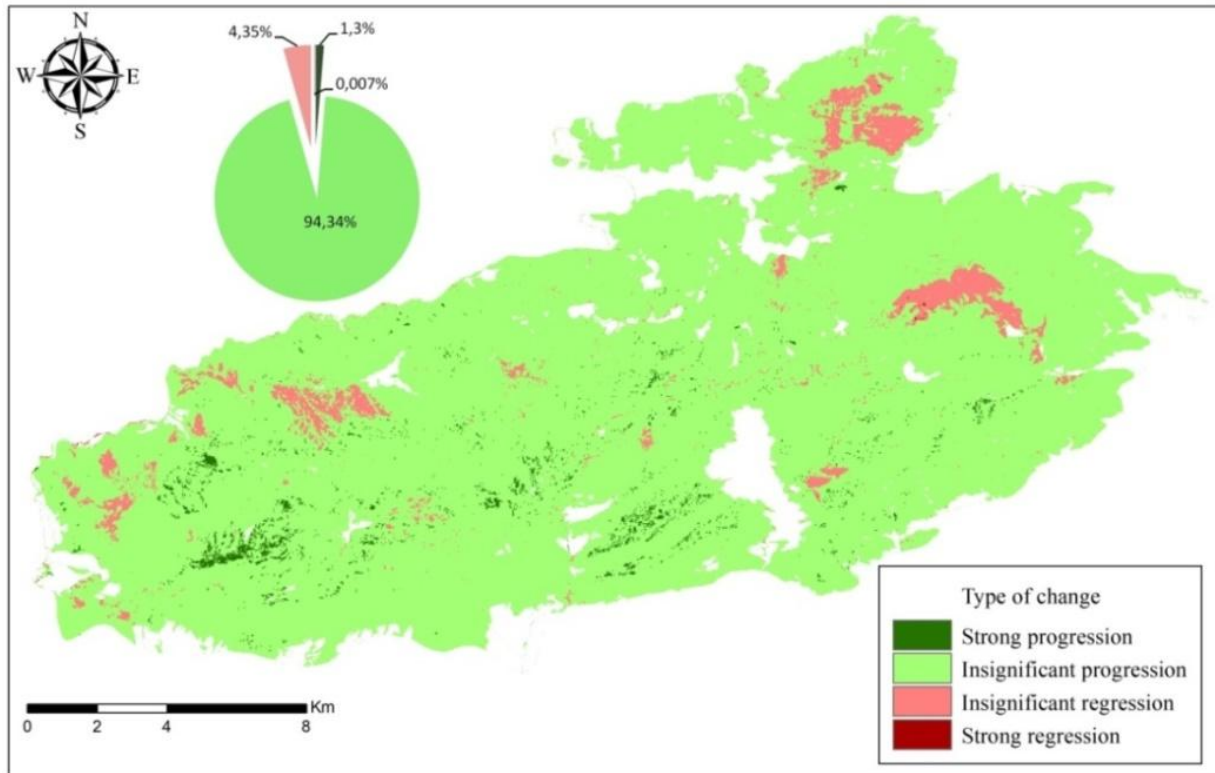 N
W E
S
4,35%
1,3%
0,007%
94,34%
Type of change
Strong progression
Insignificant progression
Insignificant regression
Strong regression
Km
0 2 4 8